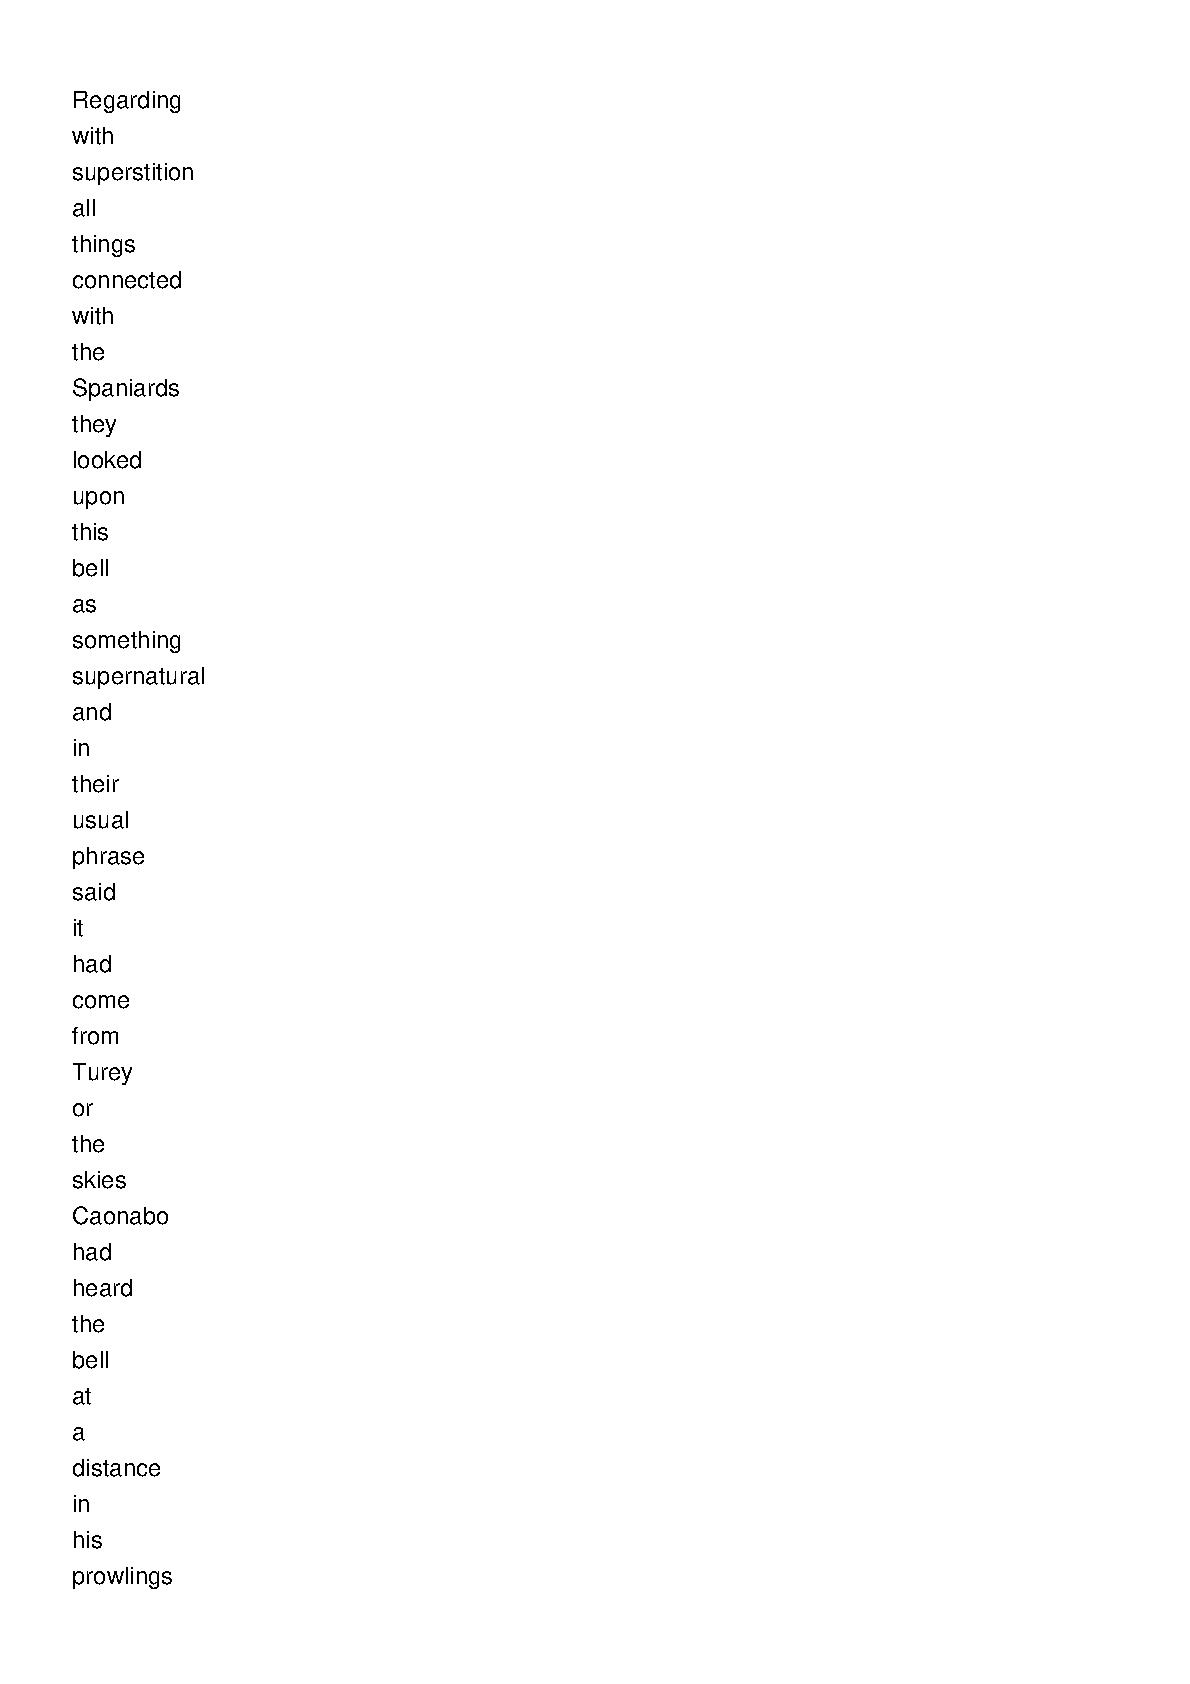 Regarding
with
superstition
all
things
connected
with
the
Spaniards
they
looked
upon
this
bell
as
something
supernatural
and
in
their
usual
phrase
said
it
had
come
from
Turey
or
the
skies
Caonabo
had
heard
the
bell
at
a
distance
in
his
prowlings